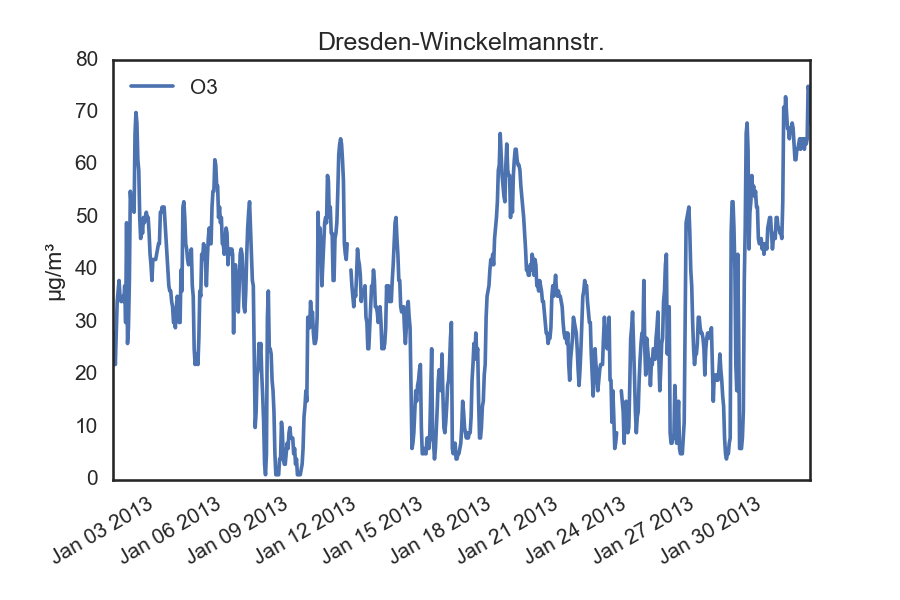 Dresden-Winckelmannstr.
80
70
60
50
40
30
20
10
0
µg/m³
O3
Jan 03 2013
Jan 06 2013
Jan 09 2013
Jan 12 2013
Jan 15 2013
Jan 18 2013
Jan 21 2013
Jan 24 2013
Jan 27 2013
Jan 30 2013